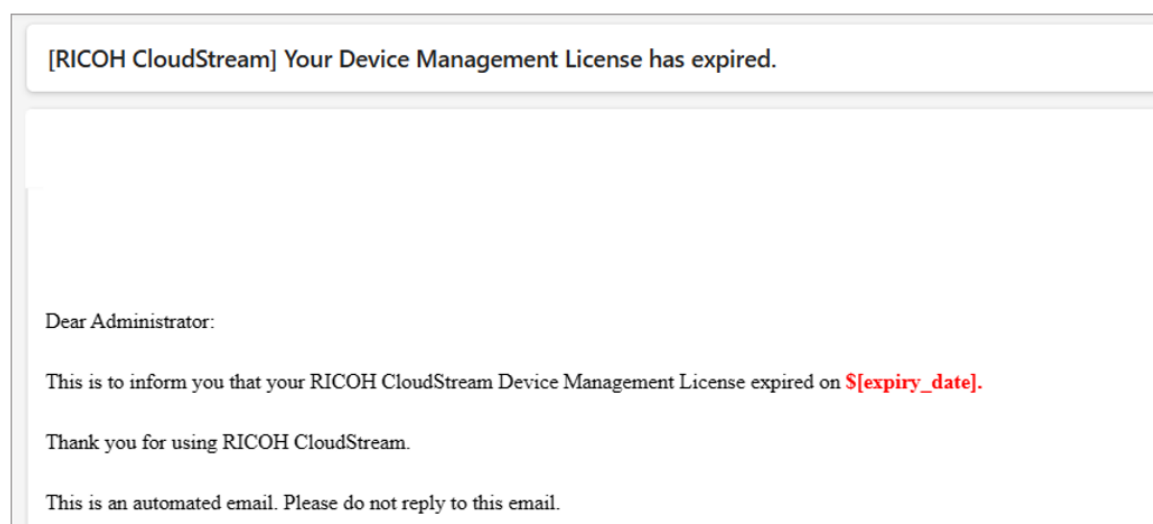 [RICOH CloudStream] Your Device Management License has expired.
Dear Administrator:
This is to inform you that your RICOH CloudStream Device Management License expired on $[expiry_date].
Thank you for using RICOH CloudStream.
This is an automated email. Please do not reply to this email.